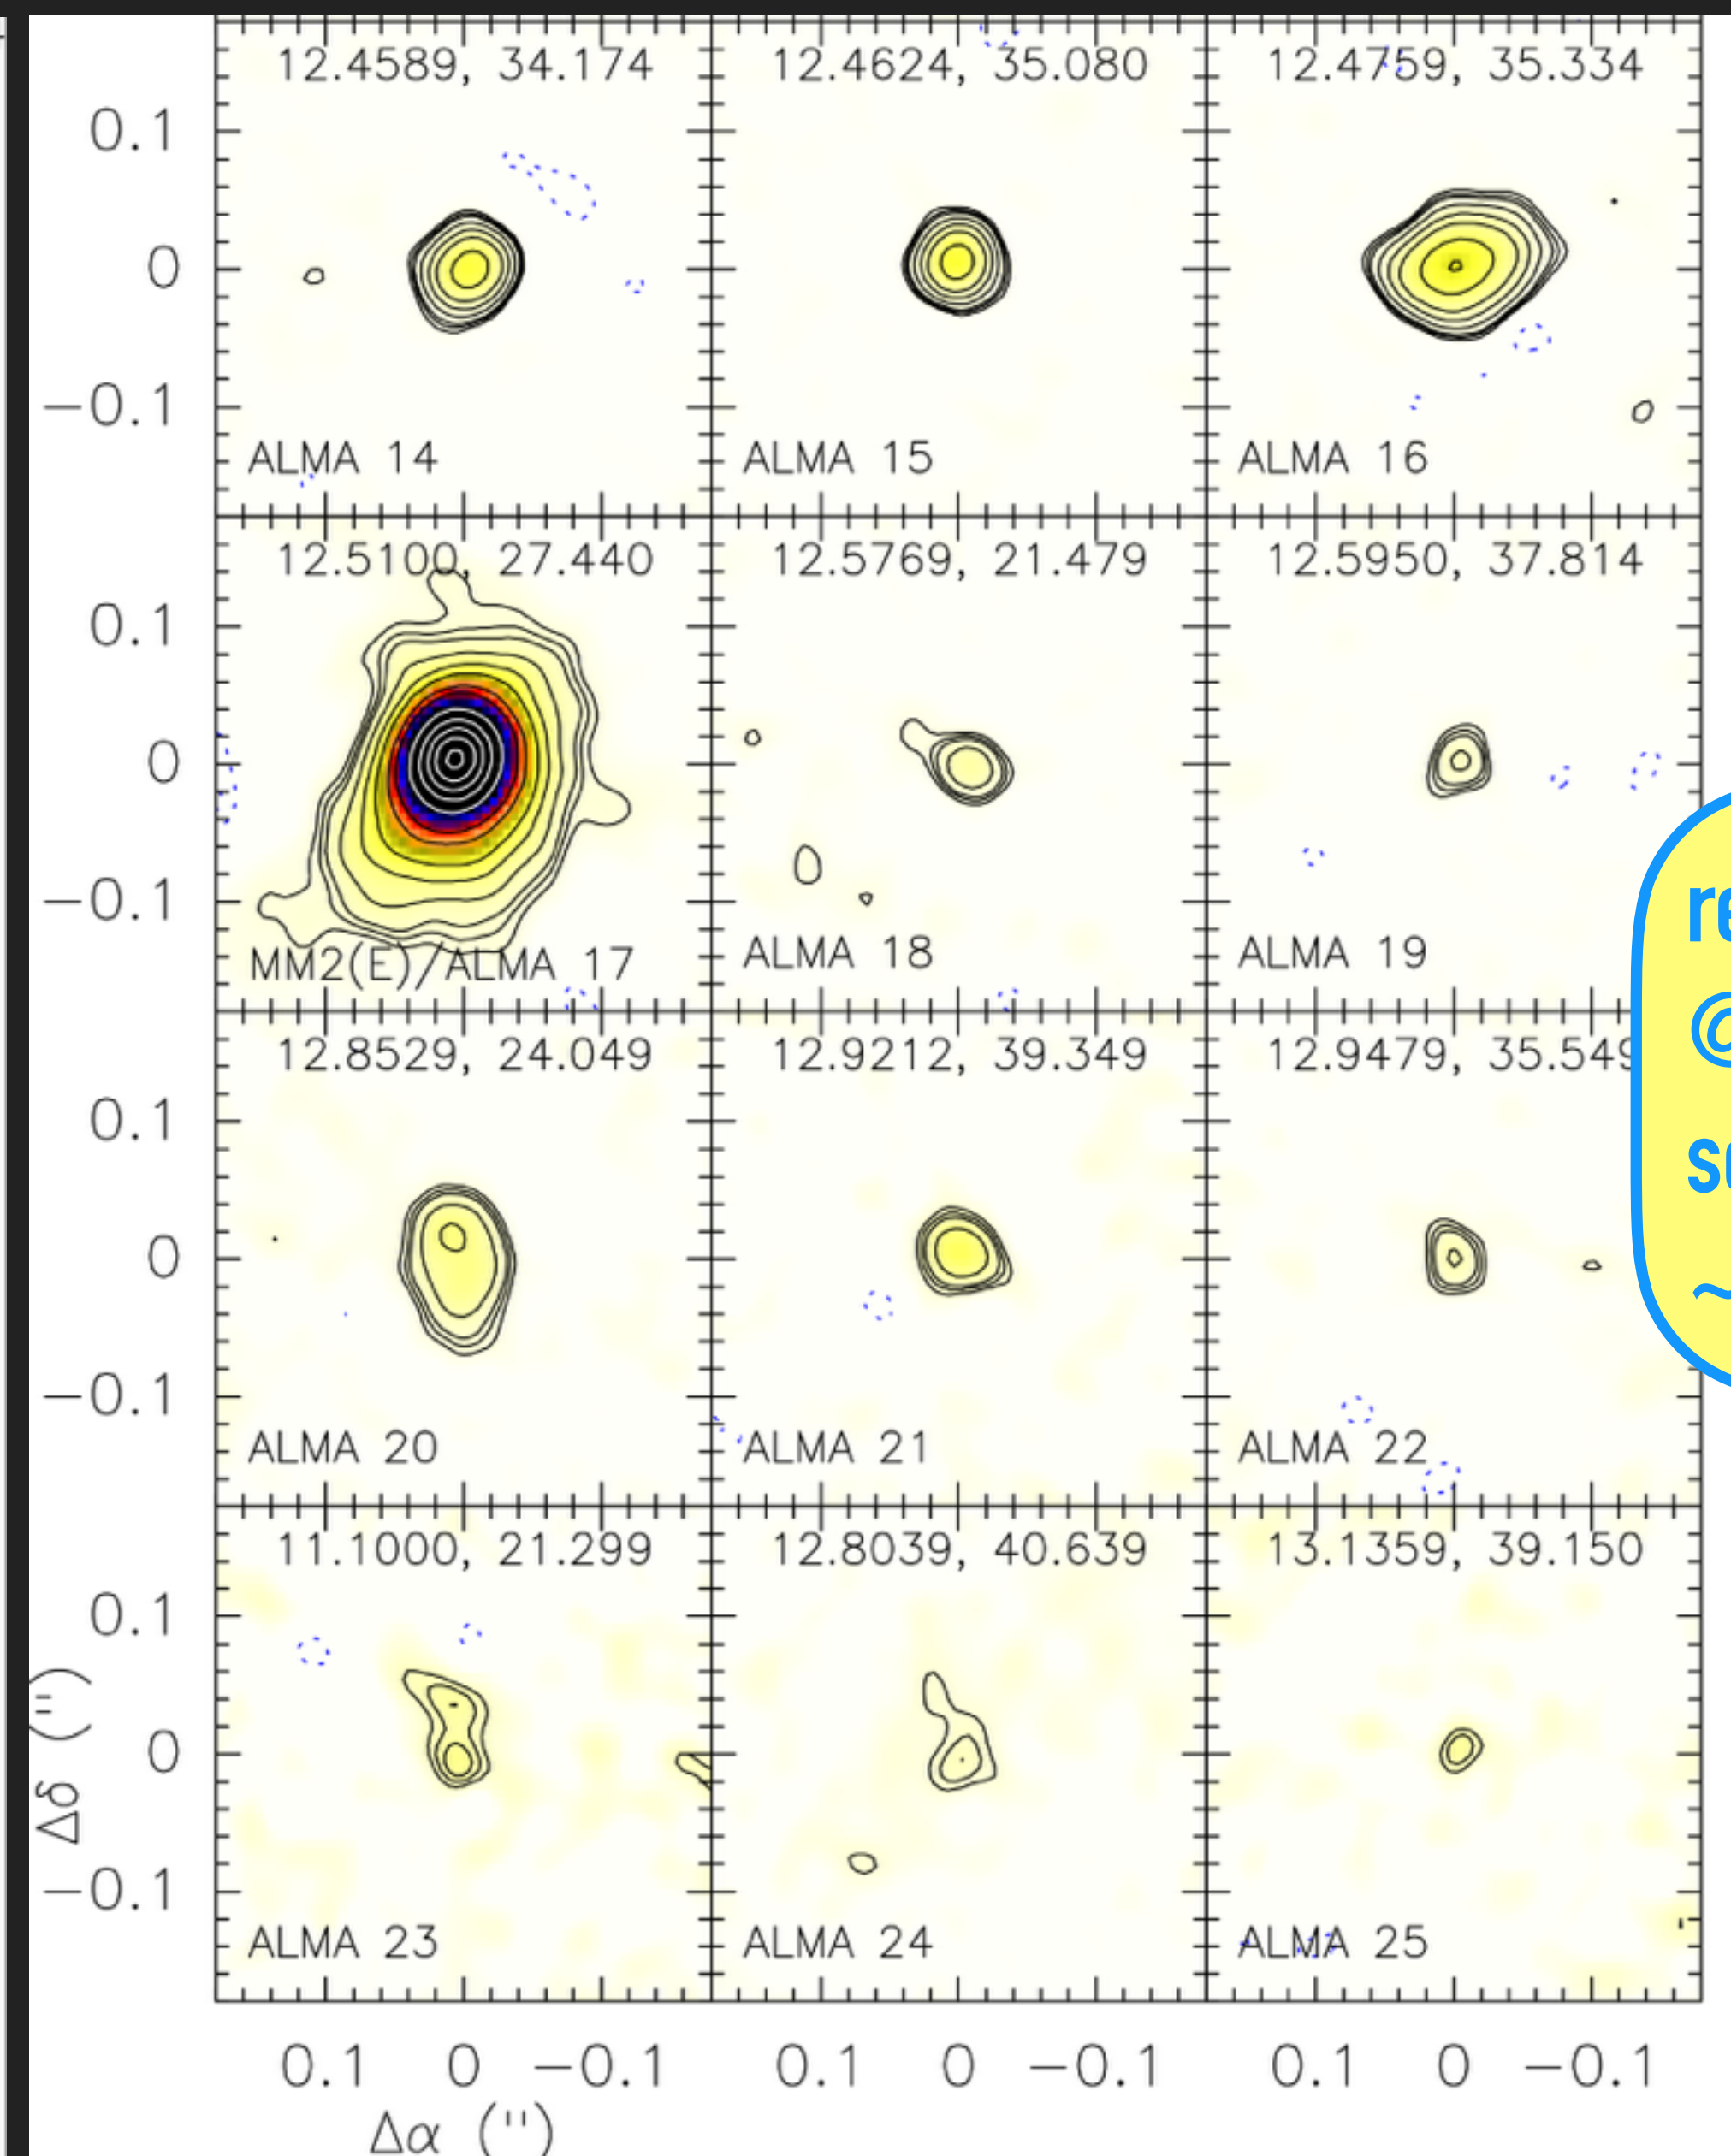 12.4589, 34.174
12.4624, 35.080
12.4759, 35.334
0.1
0
−0.1
ALMA 14
ALMA 15
ALMA 16
12.5100, 27.440
12.5769, 21.479
12.5950, 37.814
0.1
0
−0.1
MM2(E)/ALMA 17
ALMA 18
ALMA 19
12.8529, 24.049
12.9212, 39.349
12.9479, 35.549
0.1
0
−0.1
ALMA 20
ALMA 21
ALMA 22
11.1000, 21.299
12.8039, 40.639
13.1359, 39.150
0.1
0
−0.1
ALMA 23
ALMA 24
ALMA 25
Δδ (")
0.1 0 −0.1 0.1 0 −0.1 0.1 0 −0.1
Δα (")
@
~